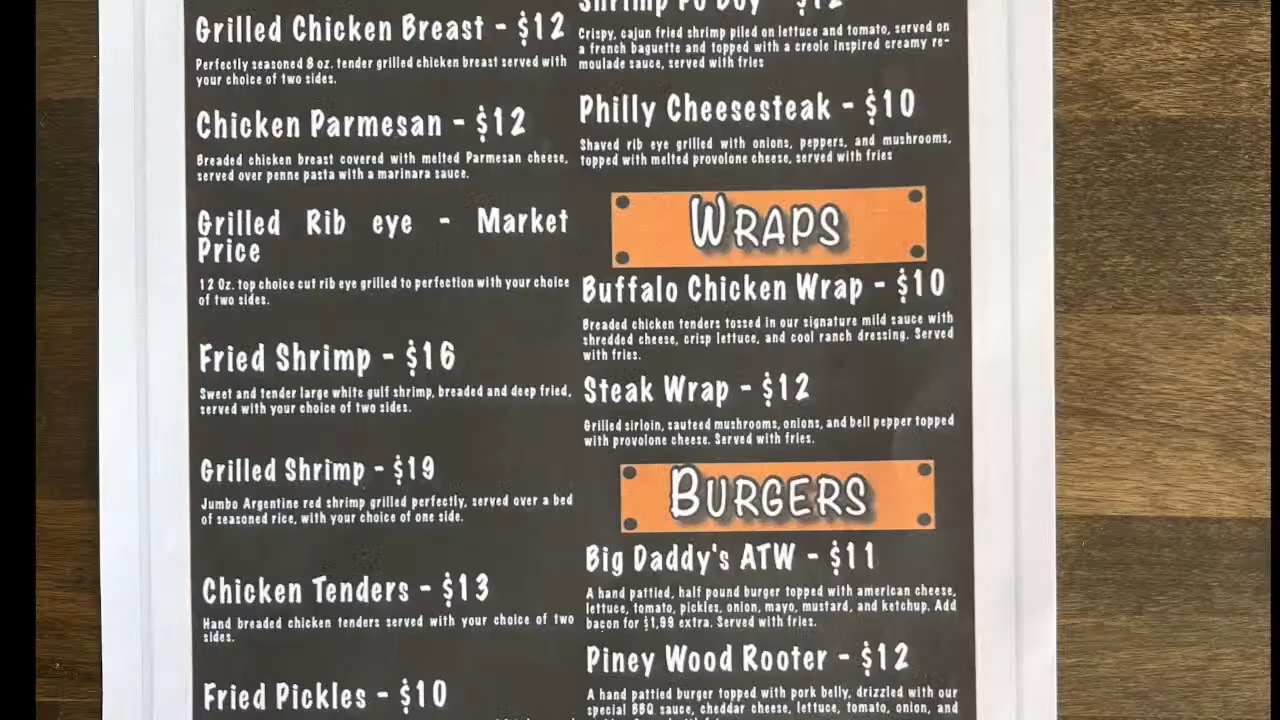 Grilled Chicken Breast - $12
Perfectly seasoned 8 oz. tender grilled chicken breast served with
your choice of two sides.
Chicken Parmesan - $12
Breaded chicken breast covered with melted Parmesan cheese,
served over penne pasta with a marinara sauce.
Grilled Rib eye - Market
Price
12 Oz. top choice cut rib eye grilled to perfection with your choice
of two sides.
Fried Shrimp - $16
Sweet and tender large white gulf shrimp, breaded and deep fried,
served with your choice of two sides.
Grilled Shrimp - $19
Jumbo Argentine red shrimp grilled perfectly, served over a bed
of seasoned rice, with your choice of one side.
Chicken Tenders - $13
Hand breaded chicken tenders served with your choice of two
sides.
Fried Pickles - $10
Shrimp Po Boy - $12
Crispy, cajun fried shrimp piled on lettuce and tomato, served on
a french baguette and topped with a creole inspired creamy re-
moulade sauce, served with fries
Philly Cheesesteak - $10
Shaved rib eye grilled with onions, peppers, and mushrooms,
topped with melted provolone cheese, served with fries
WRAPS
Buffalo Chicken Wrap - $10
Breaded chicken tenders tossed in our signature mild sauce with
shredded cheese, crisp lettuce, and cool ranch dressing. Served
with fries.
Steak Wrap - $12
Grilled sirloin, sauteed mushrooms, onions, and bell pepper topped
with provolone cheese. Served with fries.
BURGERS
Big Daddy's ATW - $11
A hand pattied, half pound burger topped with american cheese,
lettuce, tomato, pickles, onion, mayo, mustard, and ketchup. Add
bacon for $1.99 extra. Served with fries.
Piney Wood Rooter - $12
A hand pattied burger topped with pork belly, drizzled with our
special BBQ sauce, cheddar cheese, lettuce, tomato, onion, and